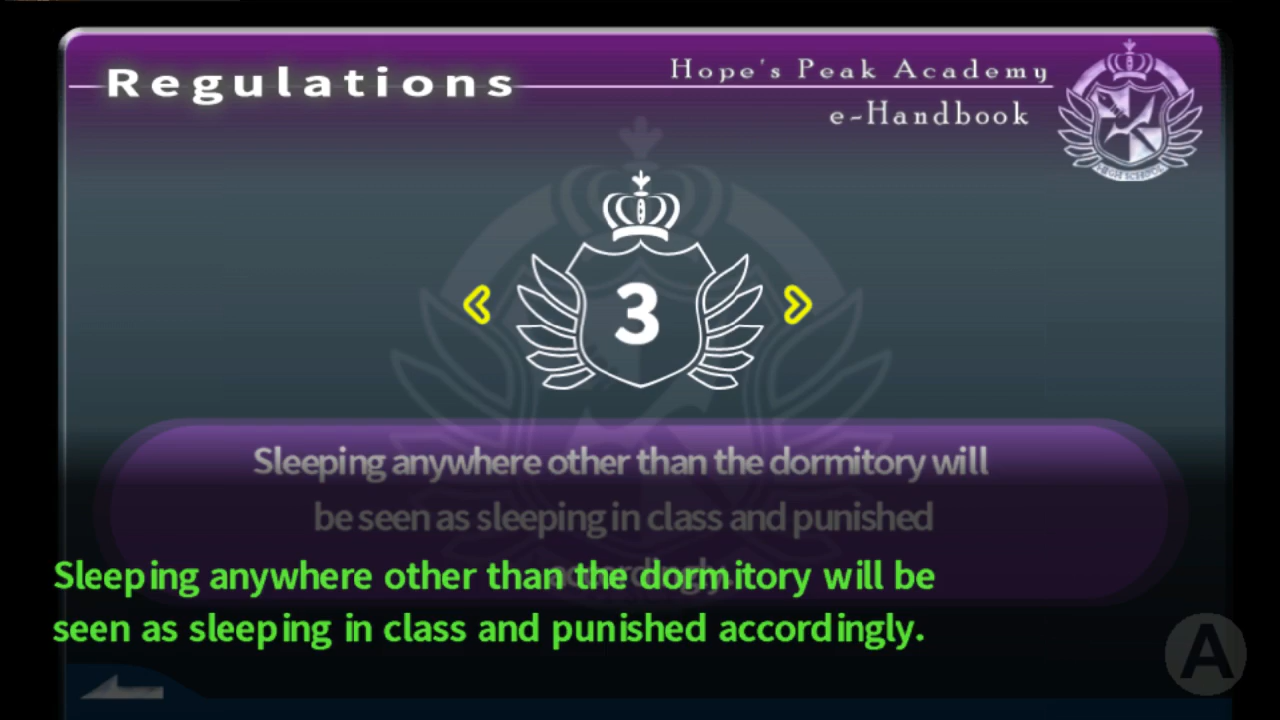 Regulations
Hope's Peak Academy
e-Handbook
3
Sleeping anywhere other than the dormitory will
be seen as sleeping in class and punished
accordingly.
Sleeping anywhere other than the dormitory will be
seen as sleeping in class and punished accordingly.
A